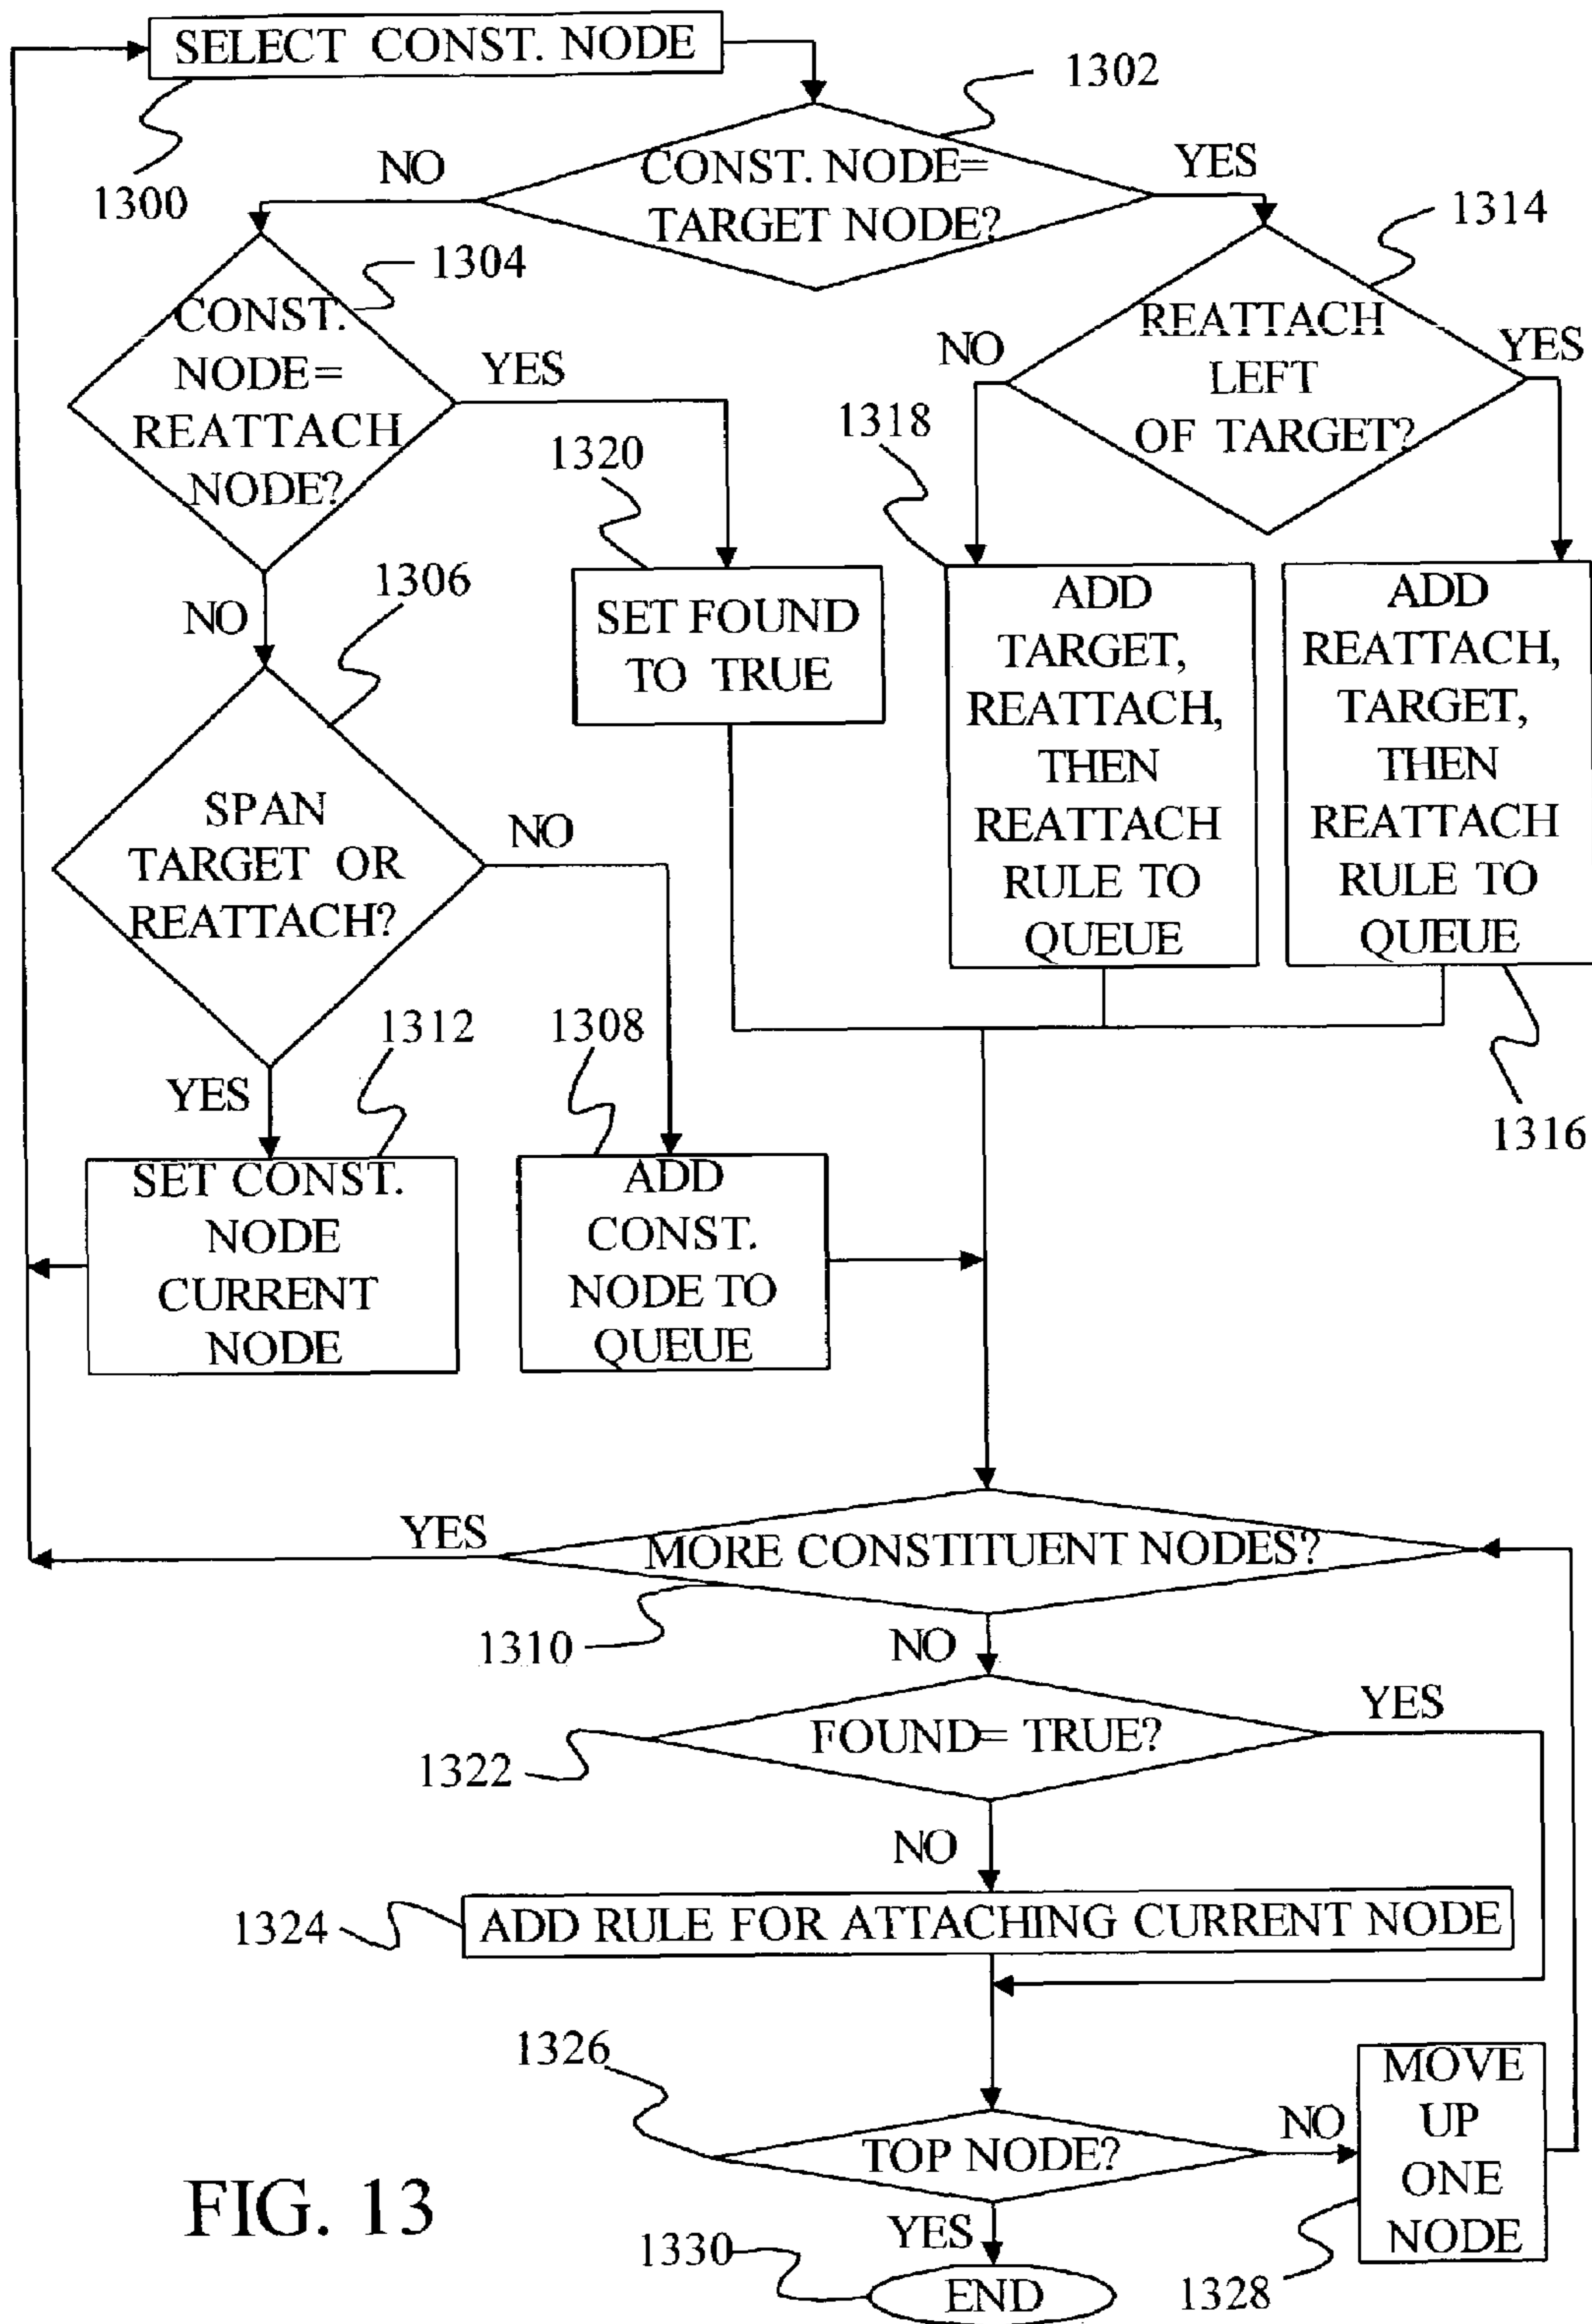 SELECT CONST. NODE
1300
1302
CONST. NODE=
TARGET NODE?
NO
YES
1304
CONST.
NODE=
REATTACH
NODE?
YES
NO
1314
REATTACH
LEFT
OF TARGET?
NO
YES
1306
SPAN
TARGET OR
REATTACH?
NO
YES
1320
SET FOUND
TO TRUE
1318
ADD
TARGET,
REATTACH,
THEN
REATTACH
RULE TO
QUEUE
ADD
REATTACH,
TARGET,
THEN
REATTACH
RULE TO
QUEUE
1316
1312
SET CONST.
NODE
CURRENT
NODE
1308
ADD
CONST.
NODE TO
QUEUE
YES
MORE CONSTITUENT NODES?
1310
NO
FOUND= TRUE?
YES
1322
NO
1324
ADD RULE FOR ATTACHING CURRENT NODE
1326
TOP NODE?
NO
MOVE
UP
ONE
NODE
1328
YES
1330
END
FIG. 13